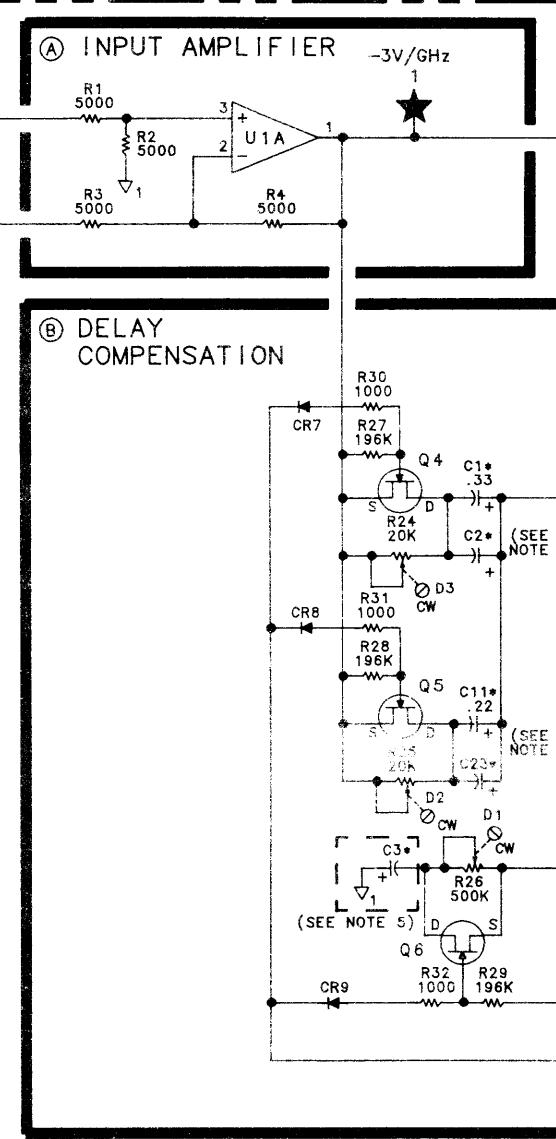 A INPUT AMPLIFIER
-3V/GHz
1
R1
5000
R2
5000
1
3
+
U1A
1
2
−
R3
5000
R4
5000
B DELAY
COMPENSATION
R30
1000
CR7
R27
196K
Q4
C1*
.33
+
S
D
R24
20K
C2*
+
(SEE
NOTE
D3
CW
R31
1000
CR8
R28
196K
Q5
C11*
.22
+
S
D
(SEE
NOTE
20K
C23*
+
D2
CW
D1
CW
C3*
+
1
R26
500K
(SEE NOTE 5)
D
S
Q6
R32
1000
R29
196K
CR9